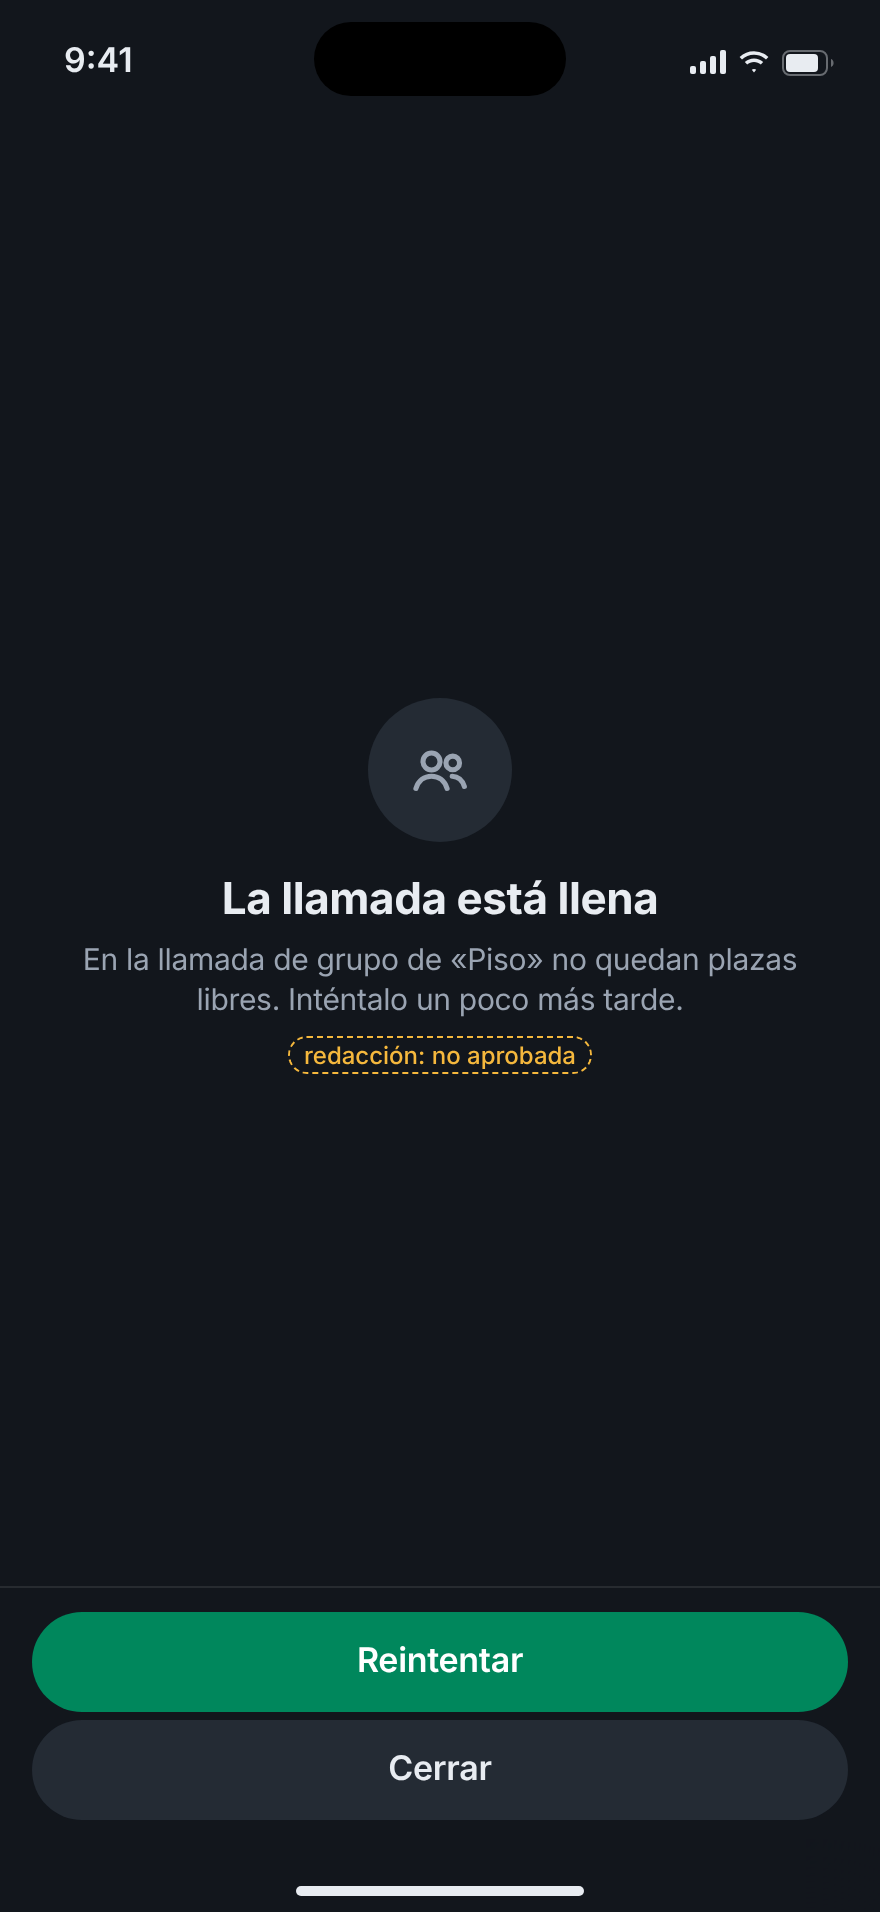 9:41
La llamada está llena
En la llamada de grupo de «Piso» no quedan plazas
libres. Inténtalo un poco más tarde.
redacción: no aprobada
Reintentar
Cerrar